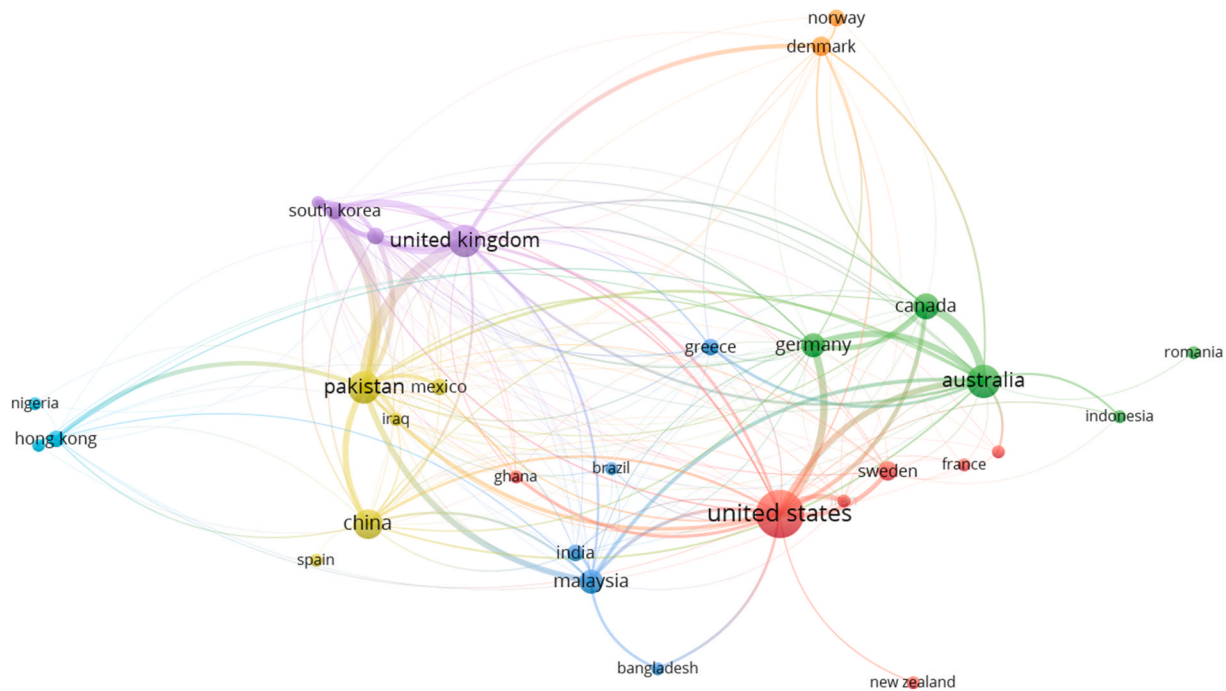 norway
denmark
south korea
united kingdom
canada
greece
germany
romania
australia
pakistan
mexico
nigeria
iraq
indonesia
hong kong
ghana
brazil
sweden
france
united states
china
india
spain
malaysia
bangladesh
new zealand